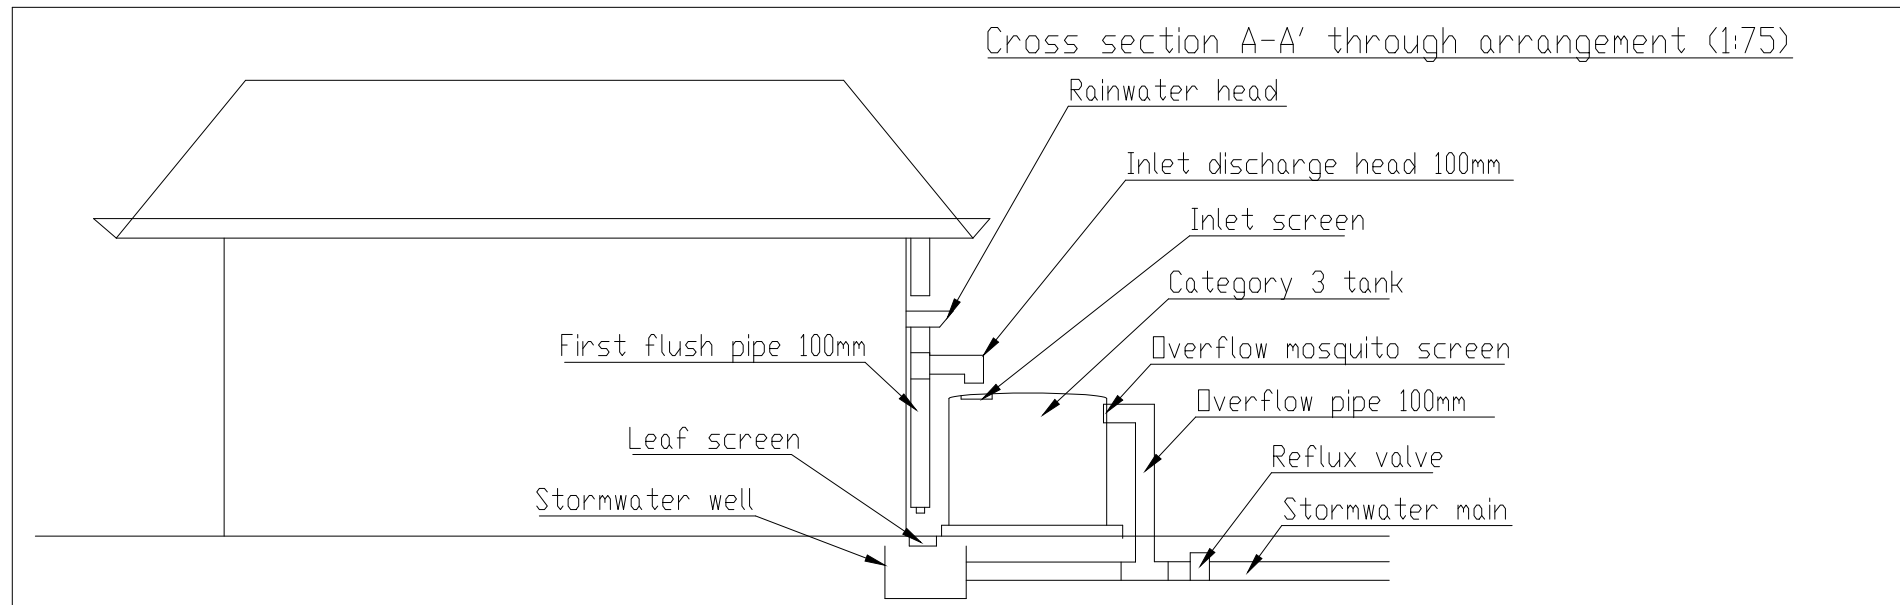 Cross section A-A' through arrangement (1:75)
Rainwater head
Inlet discharge head 100mm
Inlet screen
Category 3 tank
First flush pipe 100mm
Overflow mosquito screen
Overflow pipe 100mm
Leaf screen
Reflux valve
Stormwater well
Stormwater main